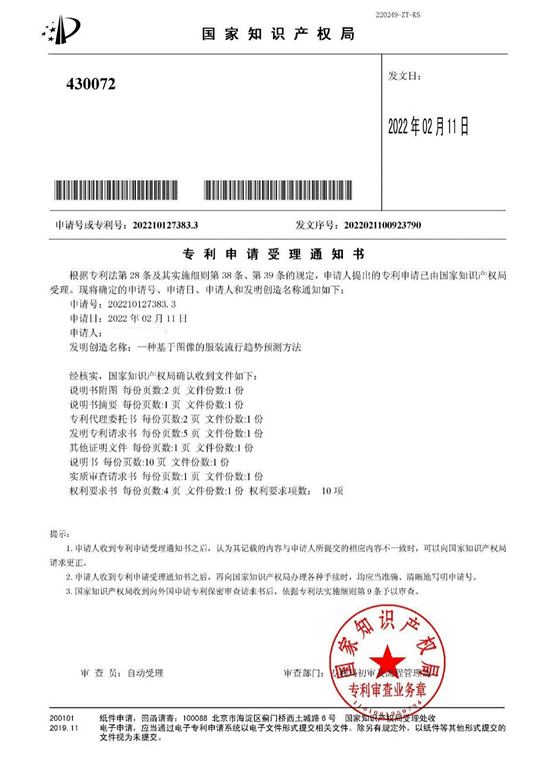 220249-ZT-KS
国家知识产权局
430072
发文日：
2022年02月11日
申请号或专利号：202210127383.3 发文序号：2022021100923790
专利申请受理通知书
根据专利法第28条及其实施细则第38条、第39条的规定，申请人提出的专利申请已由国家知识产权局
受理。现将确定的申请号、申请日、申请人和发明创造名称通知如下：
申请号：202210127383.3
申请日：2022年02月11日
申请人：
发明创造名称：一种基于图像的服装流行趋势预测方法
经核实，国家知识产权局确认收到文件如下：
说明书附图 每份页数:2页 文件份数:1份
说明书摘要 每份页数:1页 文件份数:1份
专利代理委托书 每份页数:2页 文件份数:1份
发明专利请求书 每份页数:5页 文件份数:1份
其他证明文件 每份页数:1页 文件份数:1份
说明书 每份页数:10页 文件份数:1份
实质审查请求书 每份页数:1页 文件份数:1份
权利要求书 每份页数:4页 文件份数:1份 权利要求项数： 10项
提示：
1.申请人收到专利申请受理通知书之后，认为其记载的内容与申请人所提交的相应内容不一致时，可以向国家知识产权局
请求更正。
2.申请人收到专利申请受理通知书之后，再向国家知识产权局办理各种手续时，均应当准确、清晰地写明申请号。
3.国家知识产权局收到向外国申请专利保密审查请求书后，依据专利法实施细则第9条予以审查。
审 查 员：自动受理 审查部门：专利局初审及流程管理部
国家知识产权局
专利审查业务章
200101 纸件申请，回函请寄：100088 北京市海淀区蓟门桥西土城路6号 国家知识产权局受理处收
2019.11 电子申请，应当通过电子专利申请系统以电子文件形式提交相关文件。除另有规定外，以纸件等其他形式提交的
文件视为未提交。